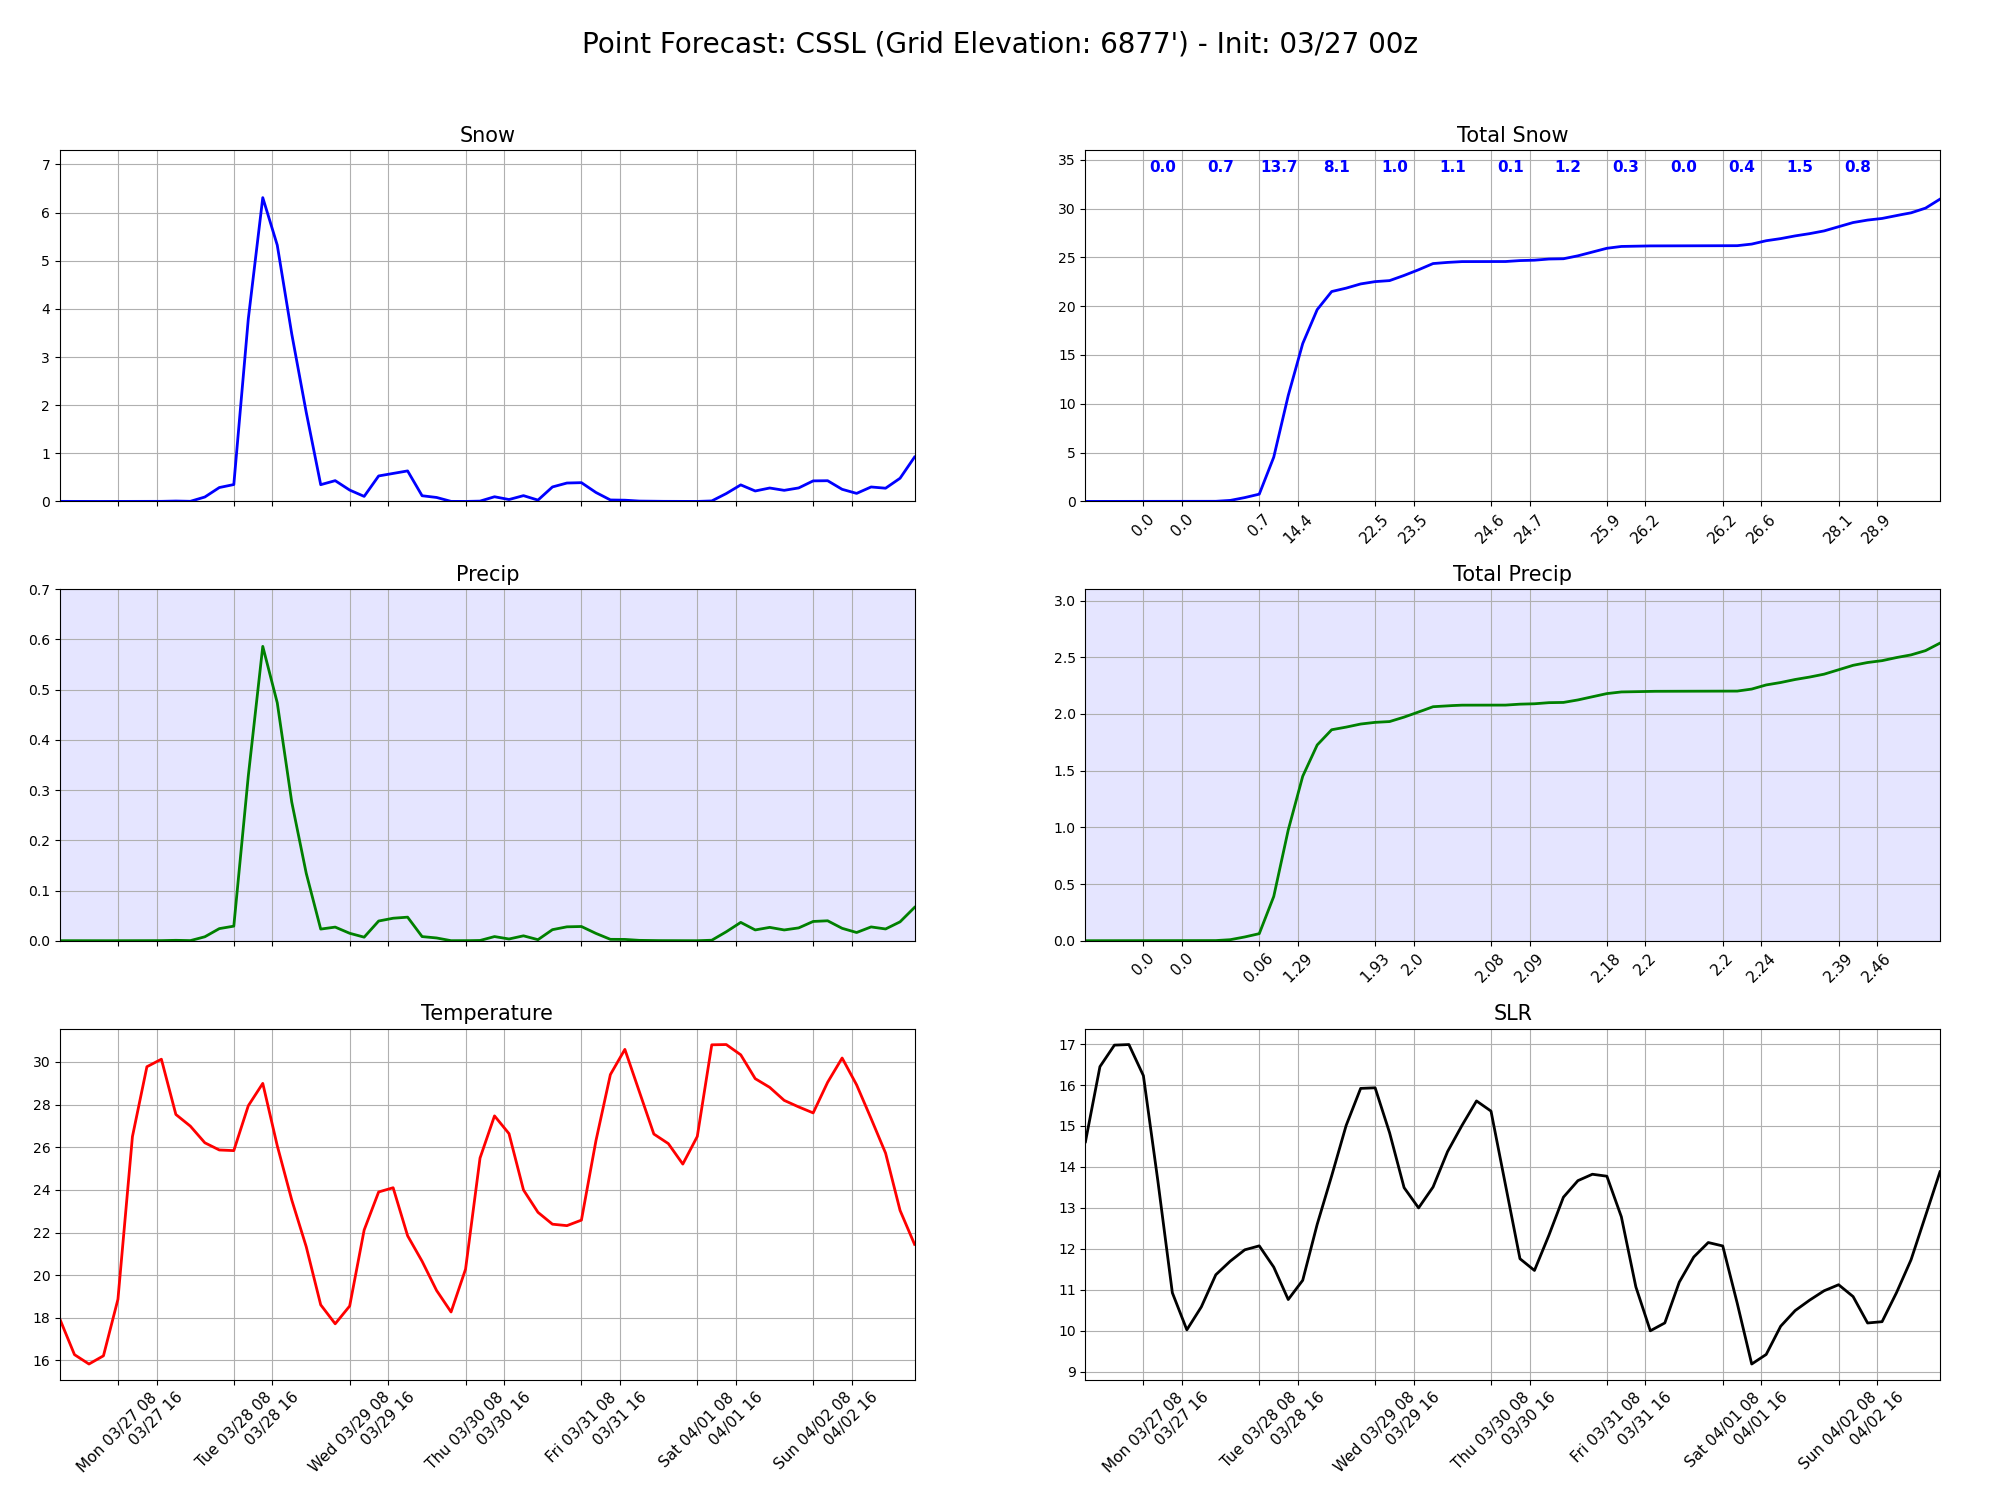 Point Forecast: CSSL (Grid Elevation: 6877') - Init: 03/27 00z
Snow
7
6
5
4
3
2
1
0
Total Snow
35
30
25
20
15
10
5
0
0.0 0.7 13.7 8.1 1.0 1.1 0.1 1.2 0.3 0.0 0.4 1.5 0.8
0.0 0.0 0.7 14.4 22.5 23.5 24.6 24.7 25.9 26.2 26.2 26.6 28.1 28.9
Precip
0.7
0.6
0.5
0.4
0.3
0.2
0.1
0.0
Total Precip
3.0
2.5
2.0
1.5
1.0
0.5
0.0
0.0 0.0 0.06 1.29 1.93 2.0 2.08 2.09 2.18 2.2 2.2 2.24 2.39 2.46
Temperature
30
28
26
24
22
20
18
16
Mon 03/27 08
03/27 16
Tue 03/28 08
03/28 16
Wed 03/29 08
03/29 16
Thu 03/30 08
03/30 16
Fri 03/31 08
03/31 16
Sat 04/01 08
04/01 16
Sun 04/02 08
04/02 16
SLR
17
16
15
14
13
12
11
10
9
Mon 03/27 08
03/27 16
Tue 03/28 08
03/28 16
Wed 03/29 08
03/29 16
Thu 03/30 08
03/30 16
Fri 03/31 08
03/31 16
Sat 04/01 08
04/01 16
Sun 04/02 08
04/02 16